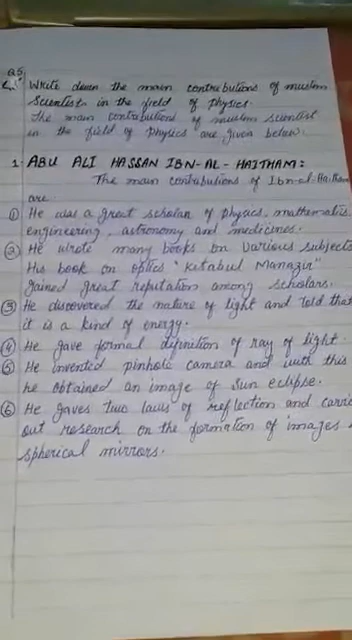 Q5
Write down the main contributions of muslim
Scientist in the field of physics.
The main contributions of muslim scientist
in the field of physics are given below.
1. ABU ALI HASSAN IBN-AL-HAITHAM:
The main contributions of Ibn-al-Haitham
are
① He was a great scholar of physics, mathematics
engineering, astronomy and medicines.
② He wrote many books on various subjects
His book on optics "Ketabul Manazir"
gained great reputation among scholars.
③ He discovered the nature of light and told that
it is a kind of energy.
④ He gave formal definition of ray of light.
⑤ He invented pinhole camera and with this
he obtained an image of sun eclipse.
⑥ He gaves two laws of reflection and carrie
out research on the formation of images
spherical mirrors.